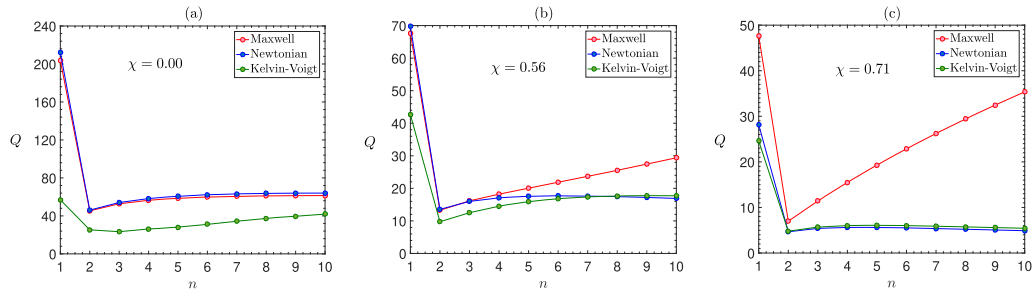 (a)
Q
240
200
160
120
80
40
0
χ = 0.00
Maxwell
Newtonian
Kelvin-Voigt
1 2 3 4 5 6 7 8 9 10
n
(b)
Q
70
60
50
40
30
20
10
0
χ = 0.56
Maxwell
Newtonian
Kelvin-Voigt
1 2 3 4 5 6 7 8 9 10
n
(c)
Q
50
40
30
20
10
0
χ = 0.71
Maxwell
Newtonian
Kelvin-Voigt
1 2 3 4 5 6 7 8 9 10
n